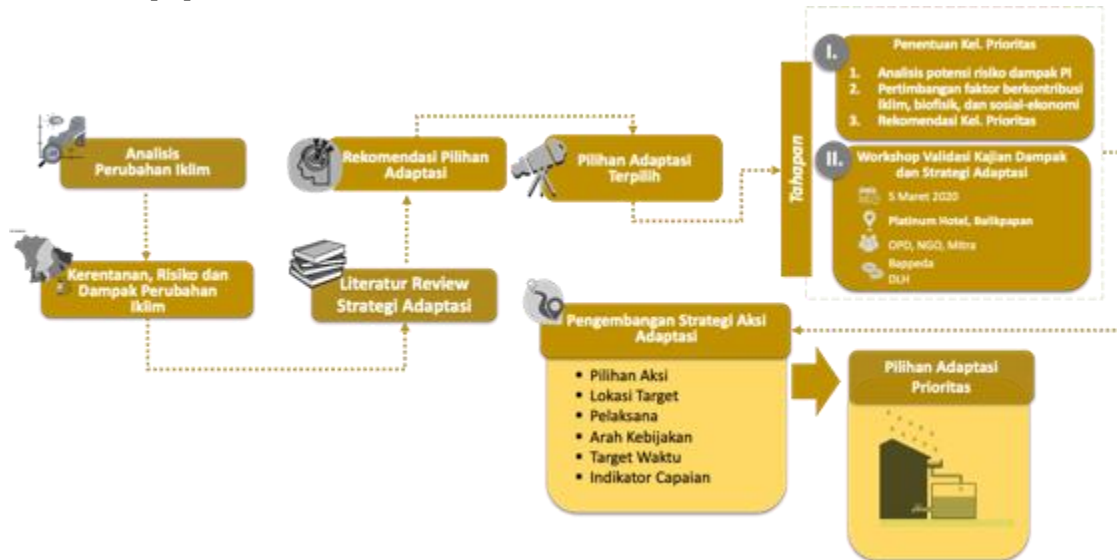 Analisis
Perubahan Iklim
Kerentanan, Risiko dan
Dampak Perubahan
Iklim
Literatur Review
Strategi Adaptasi
Rekomendasi Pilihan
Adaptasi
Pilihan Adaptasi
Terpilih
Tahapan
I.
Penentuan Kel. Prioritas
1. Analisis potensi risiko dampak PI
2. Pertimbangan faktor berkontribusi
Iklim, biofisik, dan sosial-ekonomi
3. Rekomendasi Kel. Prioritas
II.
Workshop Validasi Kajian Dampak
dan Strategi Adaptasi
5 Maret 2020
Platinum Hotel, Balikpapan
OPD, NGO, Mitra
Bappeda
DLH
Pengembangan Strategi Aksi
Adaptasi
▪ Pilihan Aksi
▪ Lokasi Target
▪ Pelaksana
▪ Arah Kebijakan
▪ Target Waktu
▪ Indikator Capaian
Pilihan Adaptasi
Prioritas